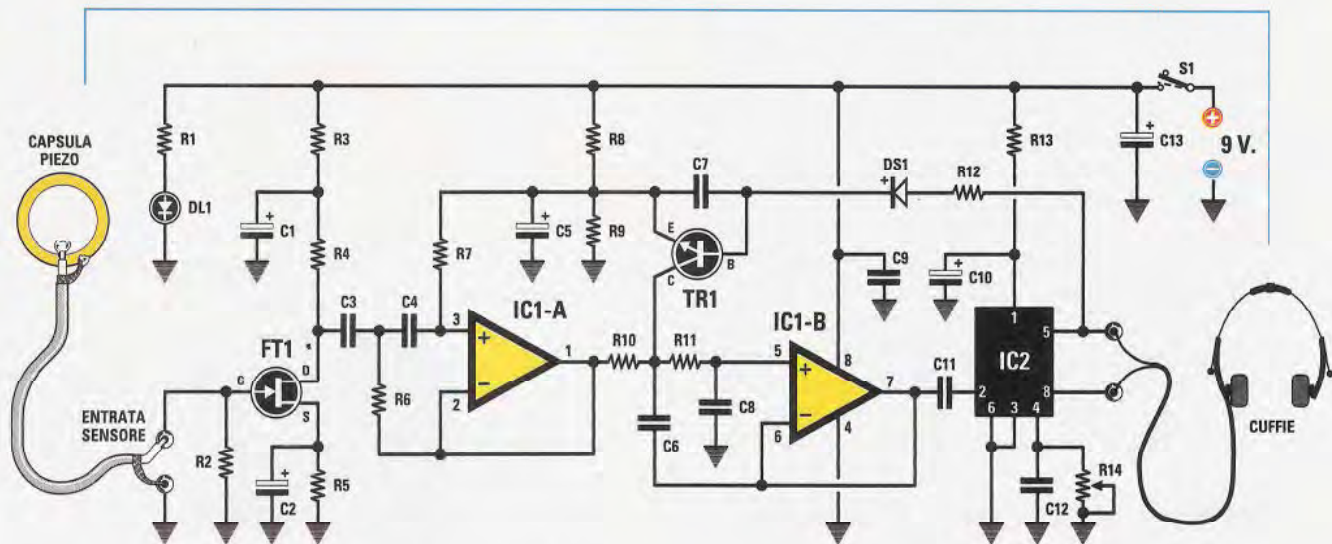 S1
R1
R3
R8
R13
C13
+
+
9 V.
−
CAPSULA
PIEZO
DL1
+
C1
R4
R7
+
C5
R9
C7
E
B
C
TR1
DS1
+
R12
C9
+
C10
C3
C4
IC1-A
3
+
−
2
1
R10
R11
IC1-B
5
+
−
6
8
4
7
C11
1
2
IC2
5
8
6
3
4
FT1
G
D
S
R6
C6
C8
ENTRATA
SENSORE
R2
+
C2
R5
C12
R14
CUFFIE